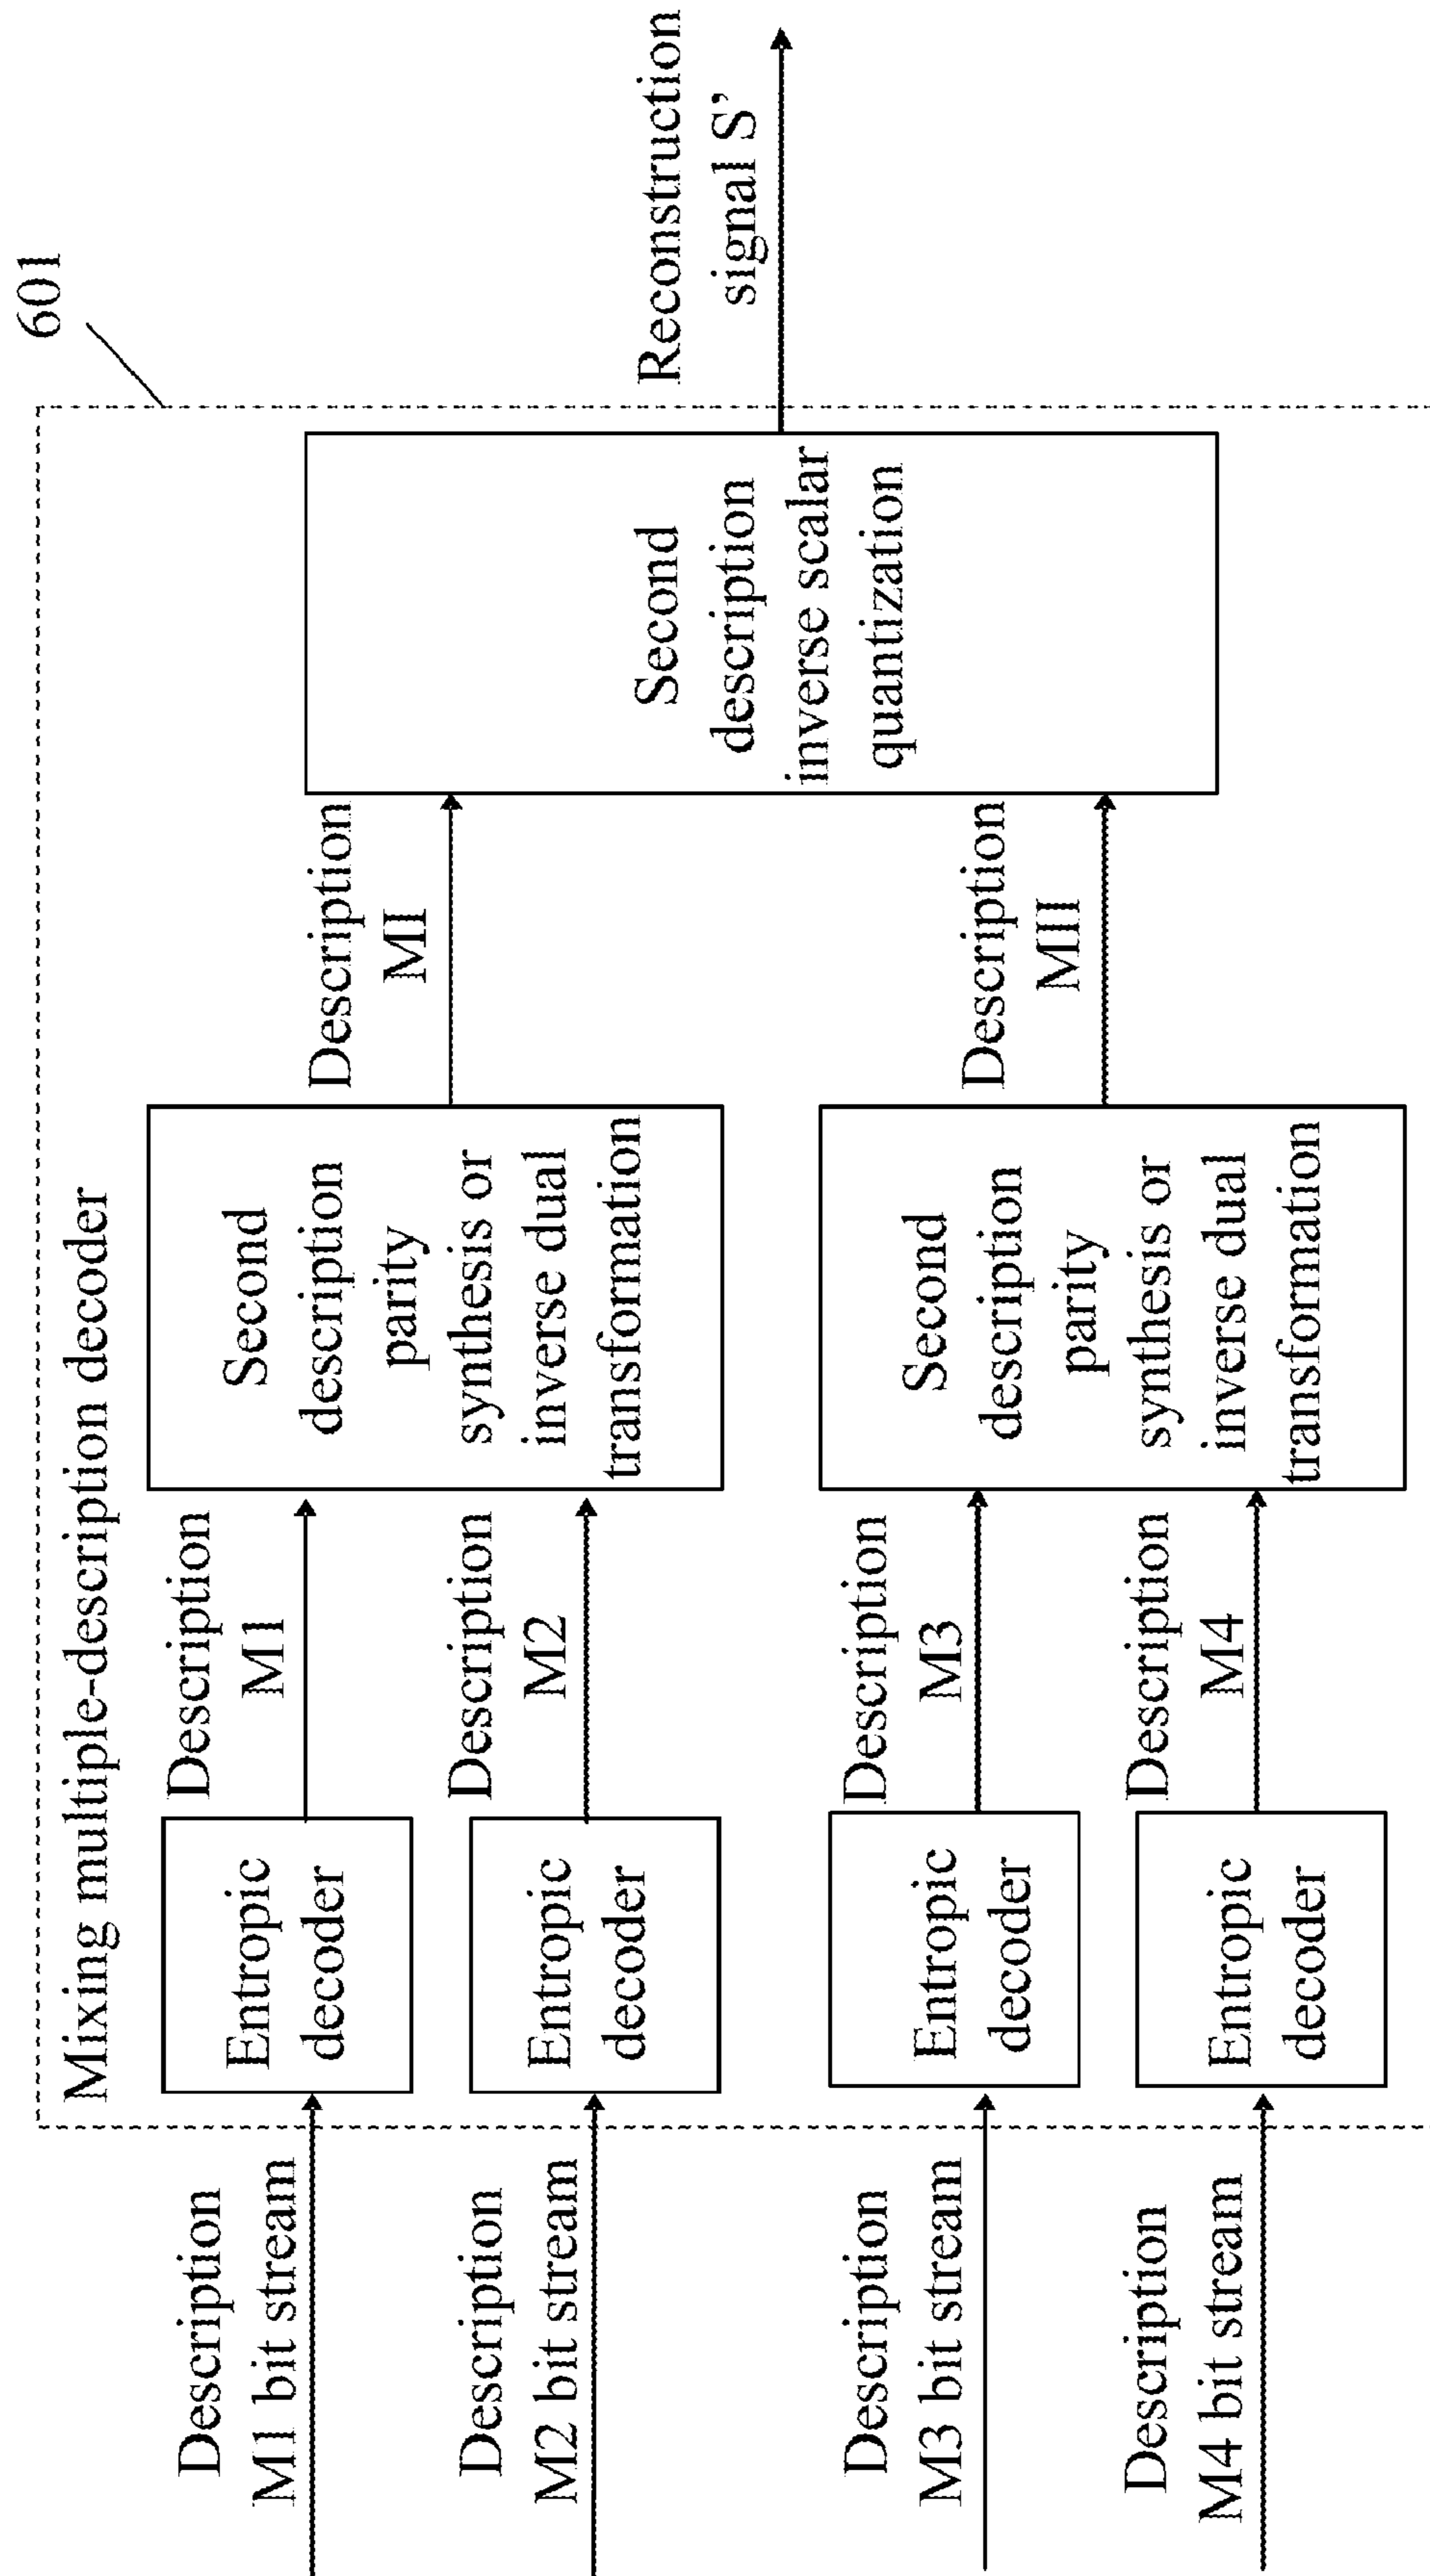 601
Mixing multiple-description decoder
Description
M1 bit stream
Entropic
decoder
Description
M1
Description
M2 bit stream
Entropic
decoder
Description
M2
Second
description
parity
synthesis or
inverse dual
transformation
Description
MI
Description
M3 bit stream
Entropic
decoder
Description
M3
Description
M4 bit stream
Entropic
decoder
Description
M4
Second
description
parity
synthesis or
inverse dual
transformation
Description
MII
Second
description
inverse scalar
quantization
Reconstruction
signal S'